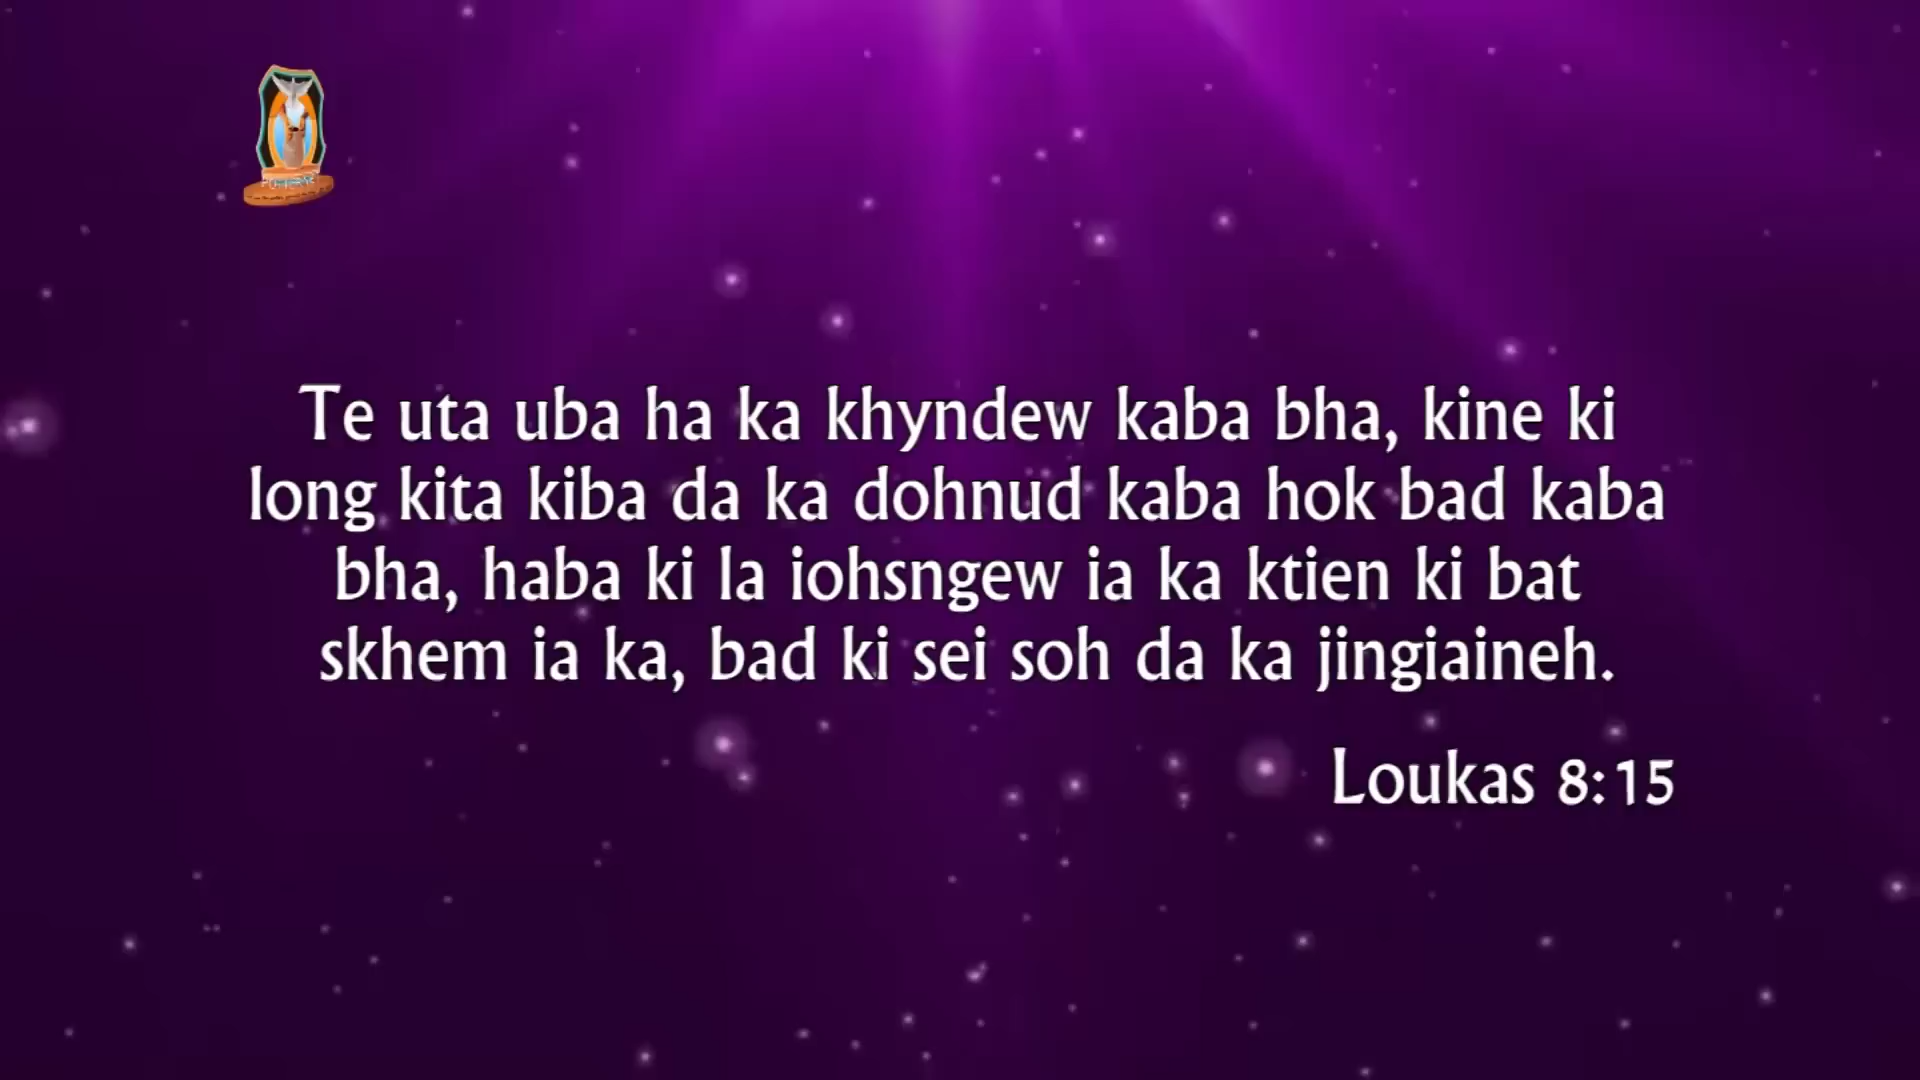 Te uta uba ha ka khyndew kaba bha, kine ki
long kita kiba da ka dohnud kaba hok bad kaba
bha, haba ki la iohsngew ia ka ktien ki bat
skhem ia ka, bad ki sei soh da ka jingiaineh.
Loukas 8:15